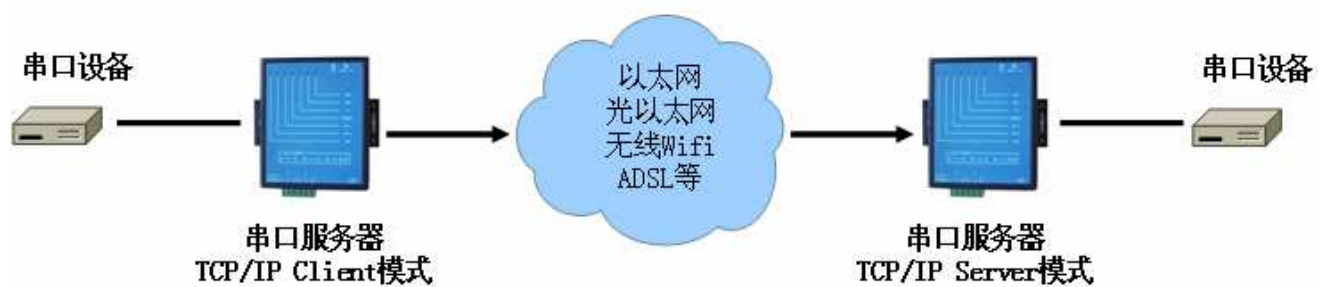 串口设备
以太网
光以太网
无线Wifi
ADSL等
串口设备
串口服务器
TCP/IP Client模式
串口服务器
TCP/IP Server模式